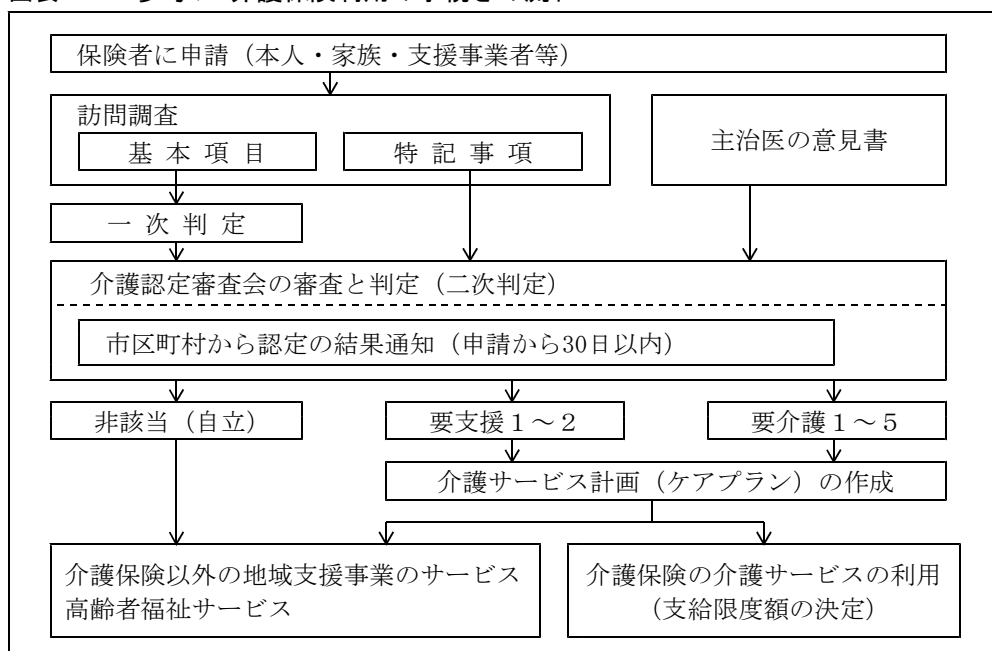 保険者に申請（本人・家族・支援事業者等）
訪問調査
基 本 項 目
特 記 事 項
主治医の意見書
一 次 判 定
介護認定審査会の審査と判定（二次判定）
市区町村から認定の結果通知（申請から30日以内）
非該当（自立）
要支援１～２
要介護１～５
介護サービス計画（ケアプラン）の作成
介護保険以外の地域支援事業のサービス
高齢者福祉サービス
介護保険の介護サービスの利用
（支給限度額の決定）